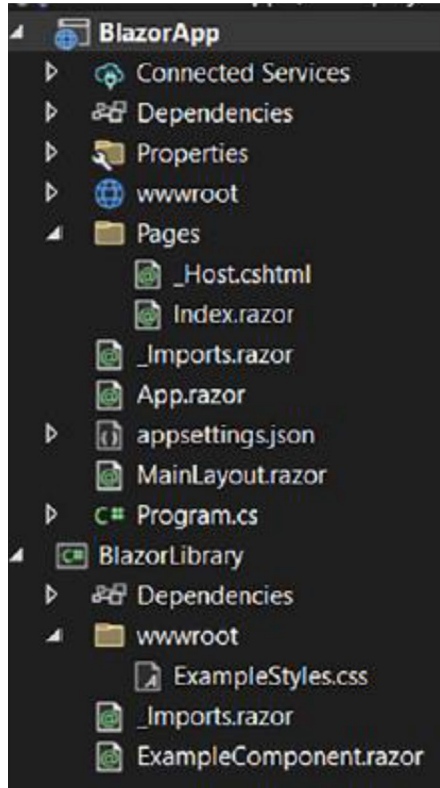 BlazorApp
Connected Services
Dependencies
Properties
wwwroot
Pages
_Host.cshtml
Index.razor
_Imports.razor
App.razor
appsettings.json
MainLayout.razor
C# Program.cs
C# BlazorLibrary
Dependencies
wwwroot
ExampleStyles.css
_Imports.razor
ExampleComponent.razor